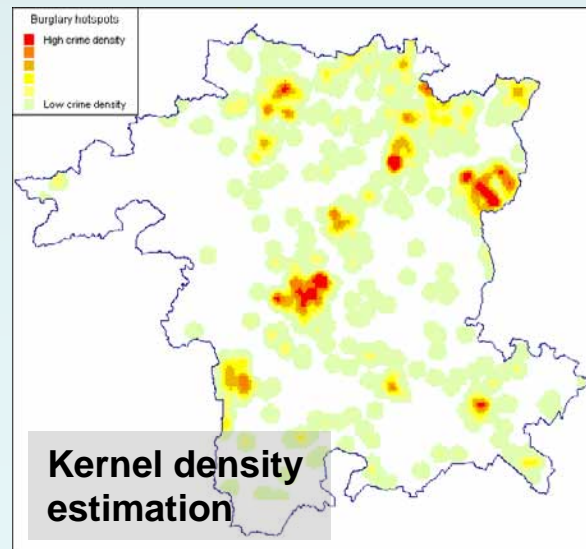 Burglary hotspots
High crime density
Low crime density
Kernel density
estimation